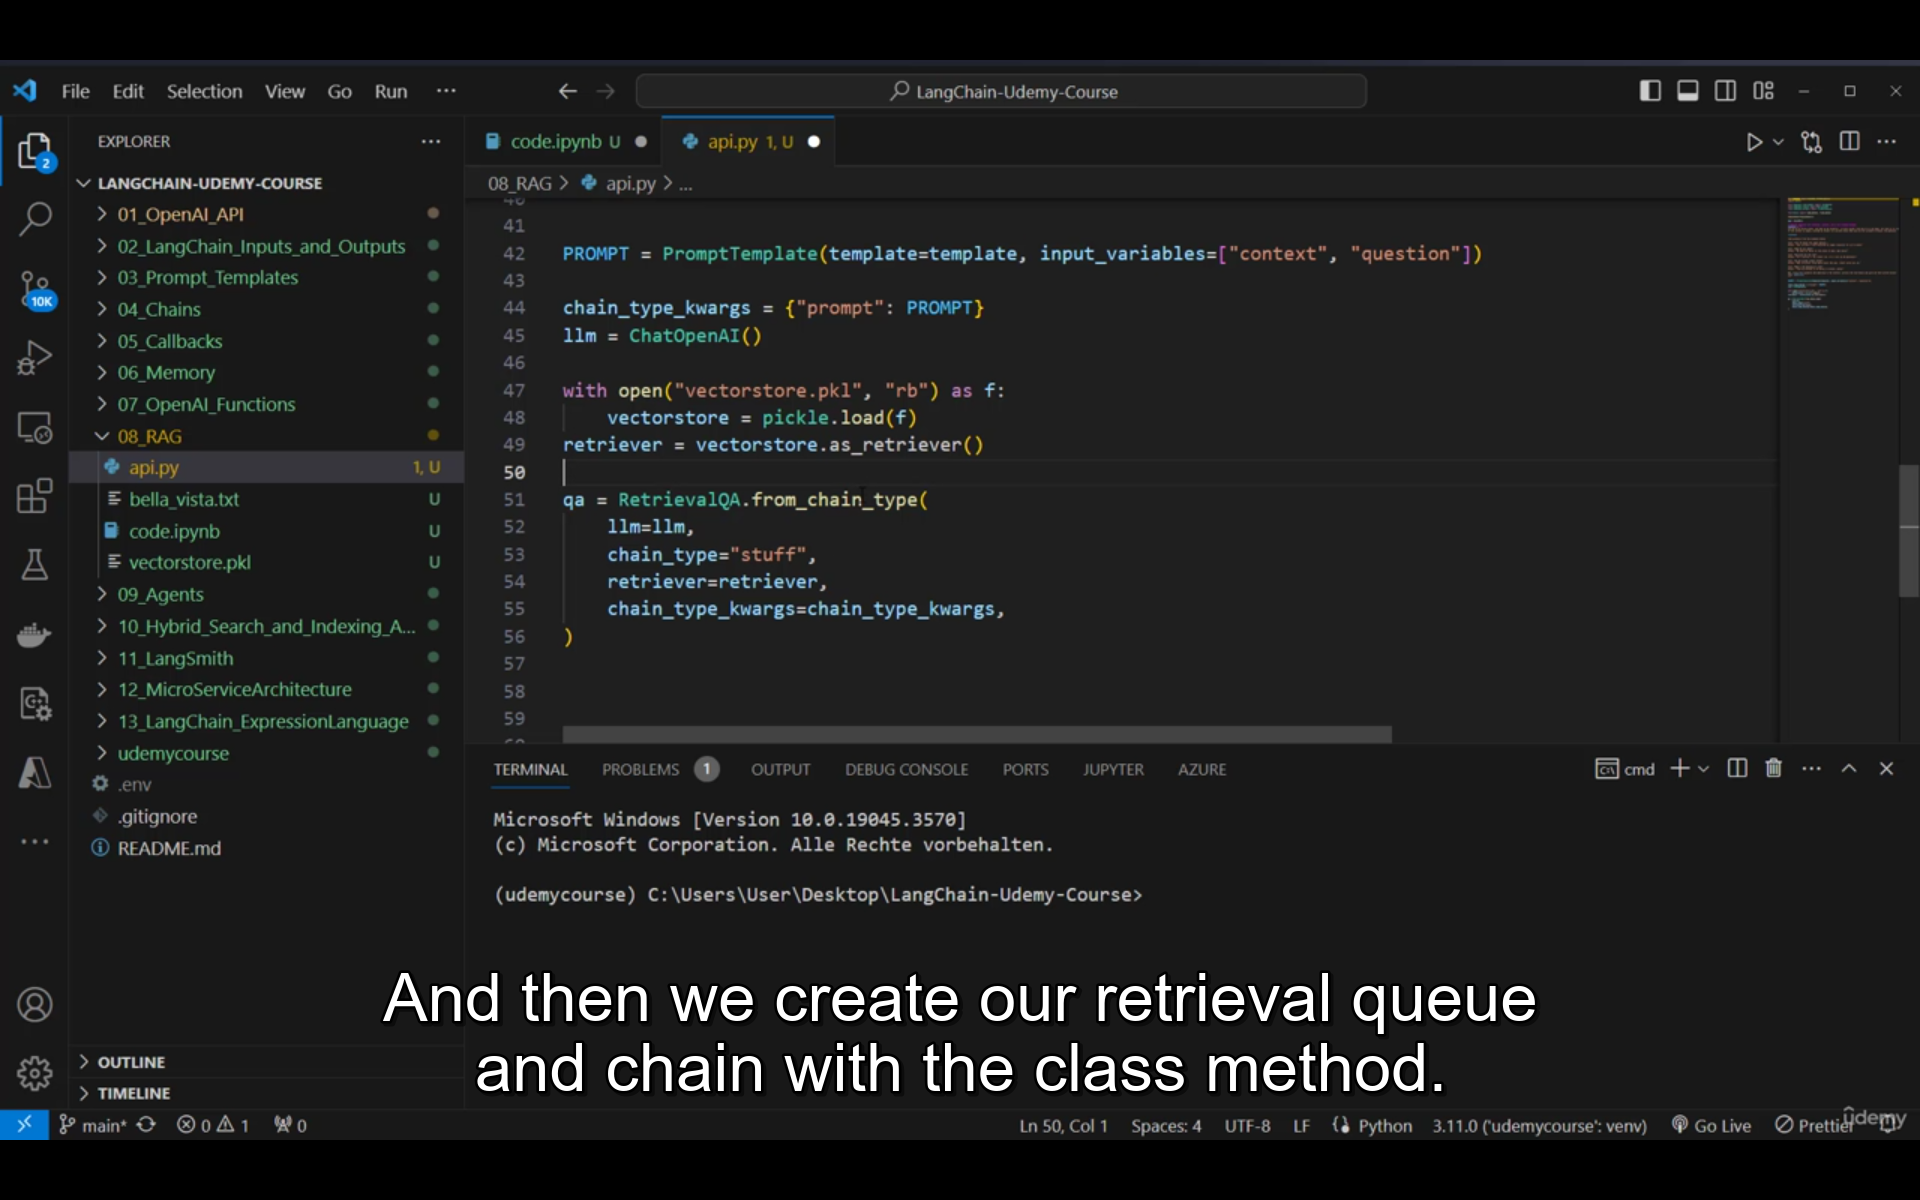 File Edit Selection View Go Run ···
LangChain-Udemy-Course
EXPLORER ···
code.ipynb U
api.py 1, U
08_RAG > api.py > ...
LANGCHAIN-UDEMY-COURSE
01_OpenAI_API
02_LangChain_Inputs_and_Outputs
03_Prompt_Templates
04_Chains
05_Callbacks
06_Memory
07_OpenAI_Functions
08_RAG
api.py 1, U
bella_vista.txt U
code.ipynb U
vectorstore.pkl U
09_Agents
10_Hybrid_Search_and_Indexing_A...
11_LangSmith
12_MicroServiceArchitecture
13_LangChain_ExpressionLanguage
udemycourse
.env
.gitignore
README.md
OUTLINE
TIMELINE
2
10K
40
41
42 PROMPT = PromptTemplate(template=template, input_variables=["context", "question"])
43
44 chain_type_kwargs = {"prompt": PROMPT}
45 llm = ChatOpenAI()
46
47 with open("vectorstore.pkl", "rb") as f:
48     vectorstore = pickle.load(f)
49 retriever = vectorstore.as_retriever()
50
51 qa = RetrievalQA.from_chain_type(
52     llm=llm,
53     chain_type="stuff",
54     retriever=retriever,
55     chain_type_kwargs=chain_type_kwargs,
56 )
57
58
59
60
TERMINAL PROBLEMS 1 OUTPUT DEBUG CONSOLE PORTS JUPYTER AZURE
cmd
Microsoft Windows [Version 10.0.19045.3570]
(c) Microsoft Corporation. Alle Rechte vorbehalten.
(udemycourse) C:\Users\User\Desktop\LangChain-Udemy-Course>
And then we create our retrieval queue
and chain with the class method.
main* 0 1 0
Ln 50, Col 1 Spaces: 4 UTF-8 LF Python 3.11.0 ('udemycourse': venv) Go Live Prettier
udemy